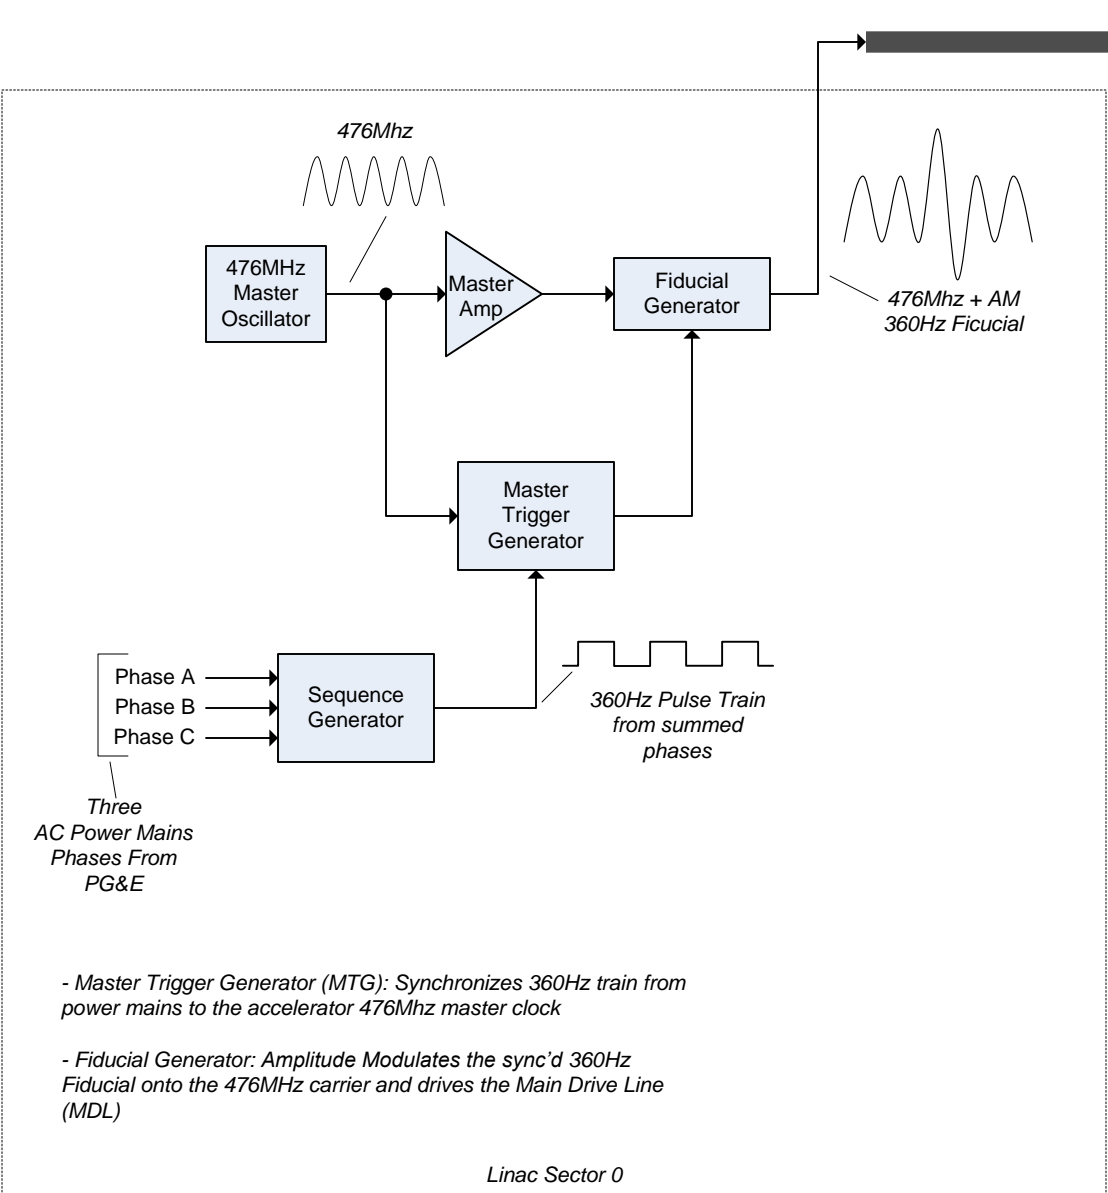 476Mhz
476MHz
Master
Oscillator
Master
Amp
Fiducial
Generator
476Mhz + AM
360Hz Ficucial
Master
Trigger
Generator
Phase A
Phase B
Phase C
Sequence
Generator
360Hz Pulse Train
from summed
phases
Three
AC Power Mains
Phases From
PG&E
- Master Trigger Generator (MTG): Synchronizes 360Hz train from
power mains to the accelerator 476Mhz master clock
- Fiducial Generator: Amplitude Modulates the sync’d 360Hz
Fiducial onto the 476MHz carrier and drives the Main Drive Line
(MDL)
Linac Sector 0